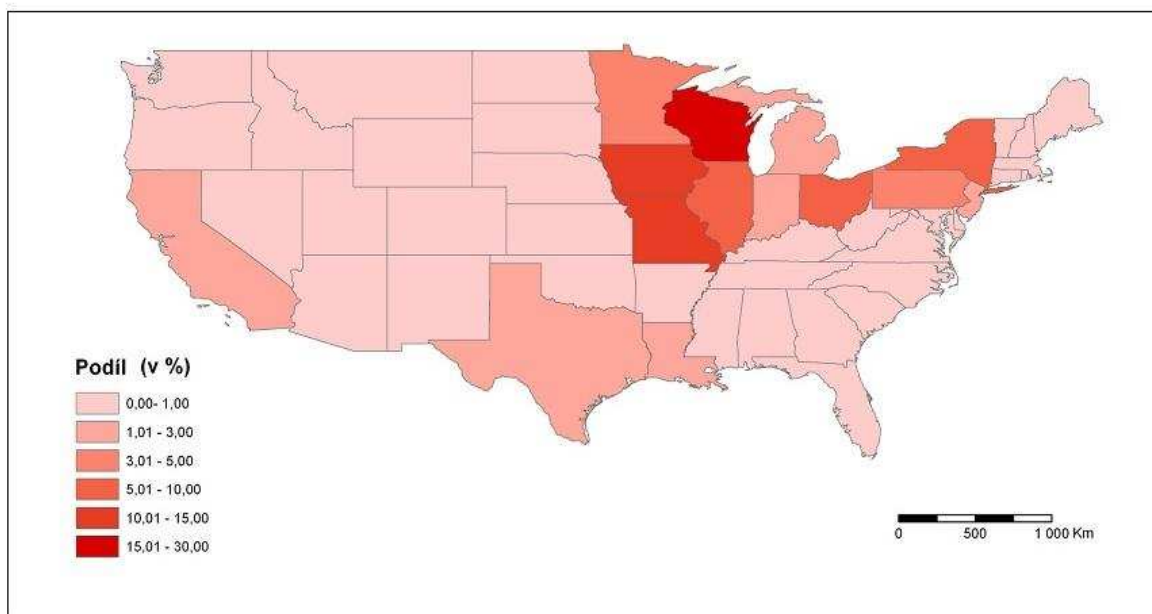 Podíl (v %)
0,00- 1,00
1,01 - 3,00
3,01 - 5,00
5,01 - 10,00
10,01 - 15,00
15,01 - 30,00
0 500 1 000 Km